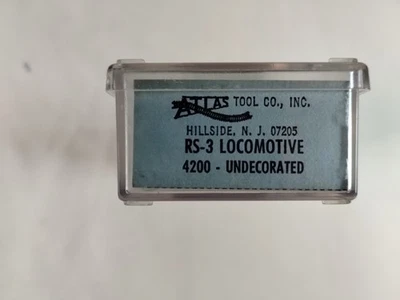 ATLAS TOOL CO., INC.
HILLSIDE, N. J. 07205
RS-3 LOCOMOTIVE
4200 - UNDECORATED